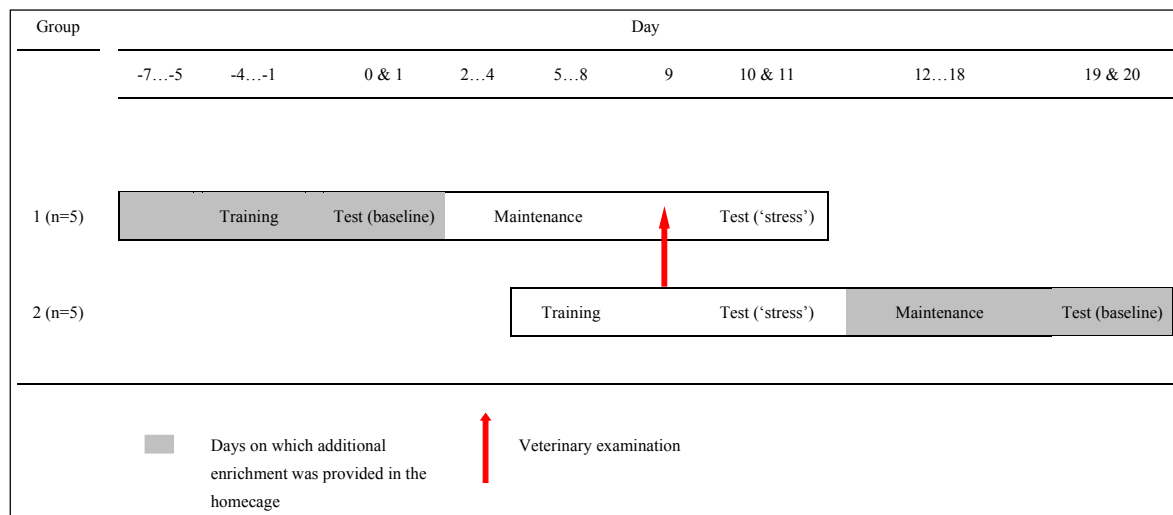 Group Day
-7…-5 -4…-1 0 & 1 2…4 5…8 9 10 & 11 12…18 19 & 20
1 (n=5) Training Test (baseline) Maintenance Test (‘stress’)
2 (n=5) Training Test (‘stress’) Maintenance Test (baseline)
Days on which additional Veterinary examination
enrichment was provided in the
homecage